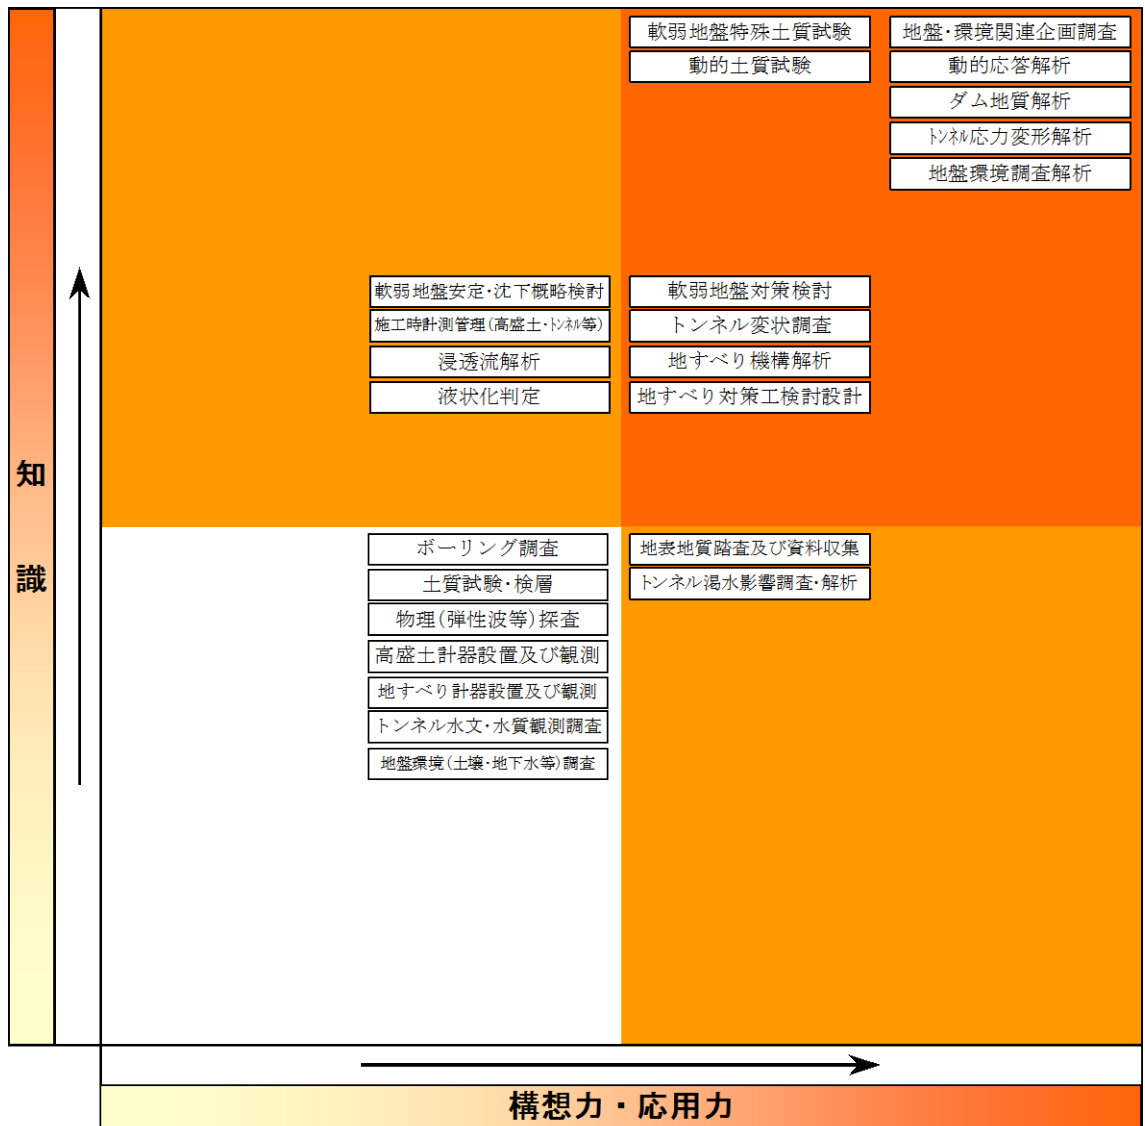 軟弱地盤特殊土質試験
動的土質試験
地盤・環境関連企画調査
動的応答解析
ダム地質解析
ﾄﾝﾈﾙ応力変形解析
地盤環境調査解析
軟弱地盤安定・沈下概略検討
施工時計測管理(高盛土・ﾄﾝﾈﾙ等)
浸透流解析
液状化判定
軟弱地盤対策検討
トンネル変状調査
地すべり機構解析
地すべり対策工検討設計
知
識
ボーリング調査
土質試験・検層
物理(弾性波等)探査
高盛土計器設置及び観測
地すべり計器設置及び観測
トンネル水文・水質観測調査
地盤環境(土壌・地下水等)調査
地表地質踏査及び資料収集
トンネル渇水影響調査・解析
構想力・応用力